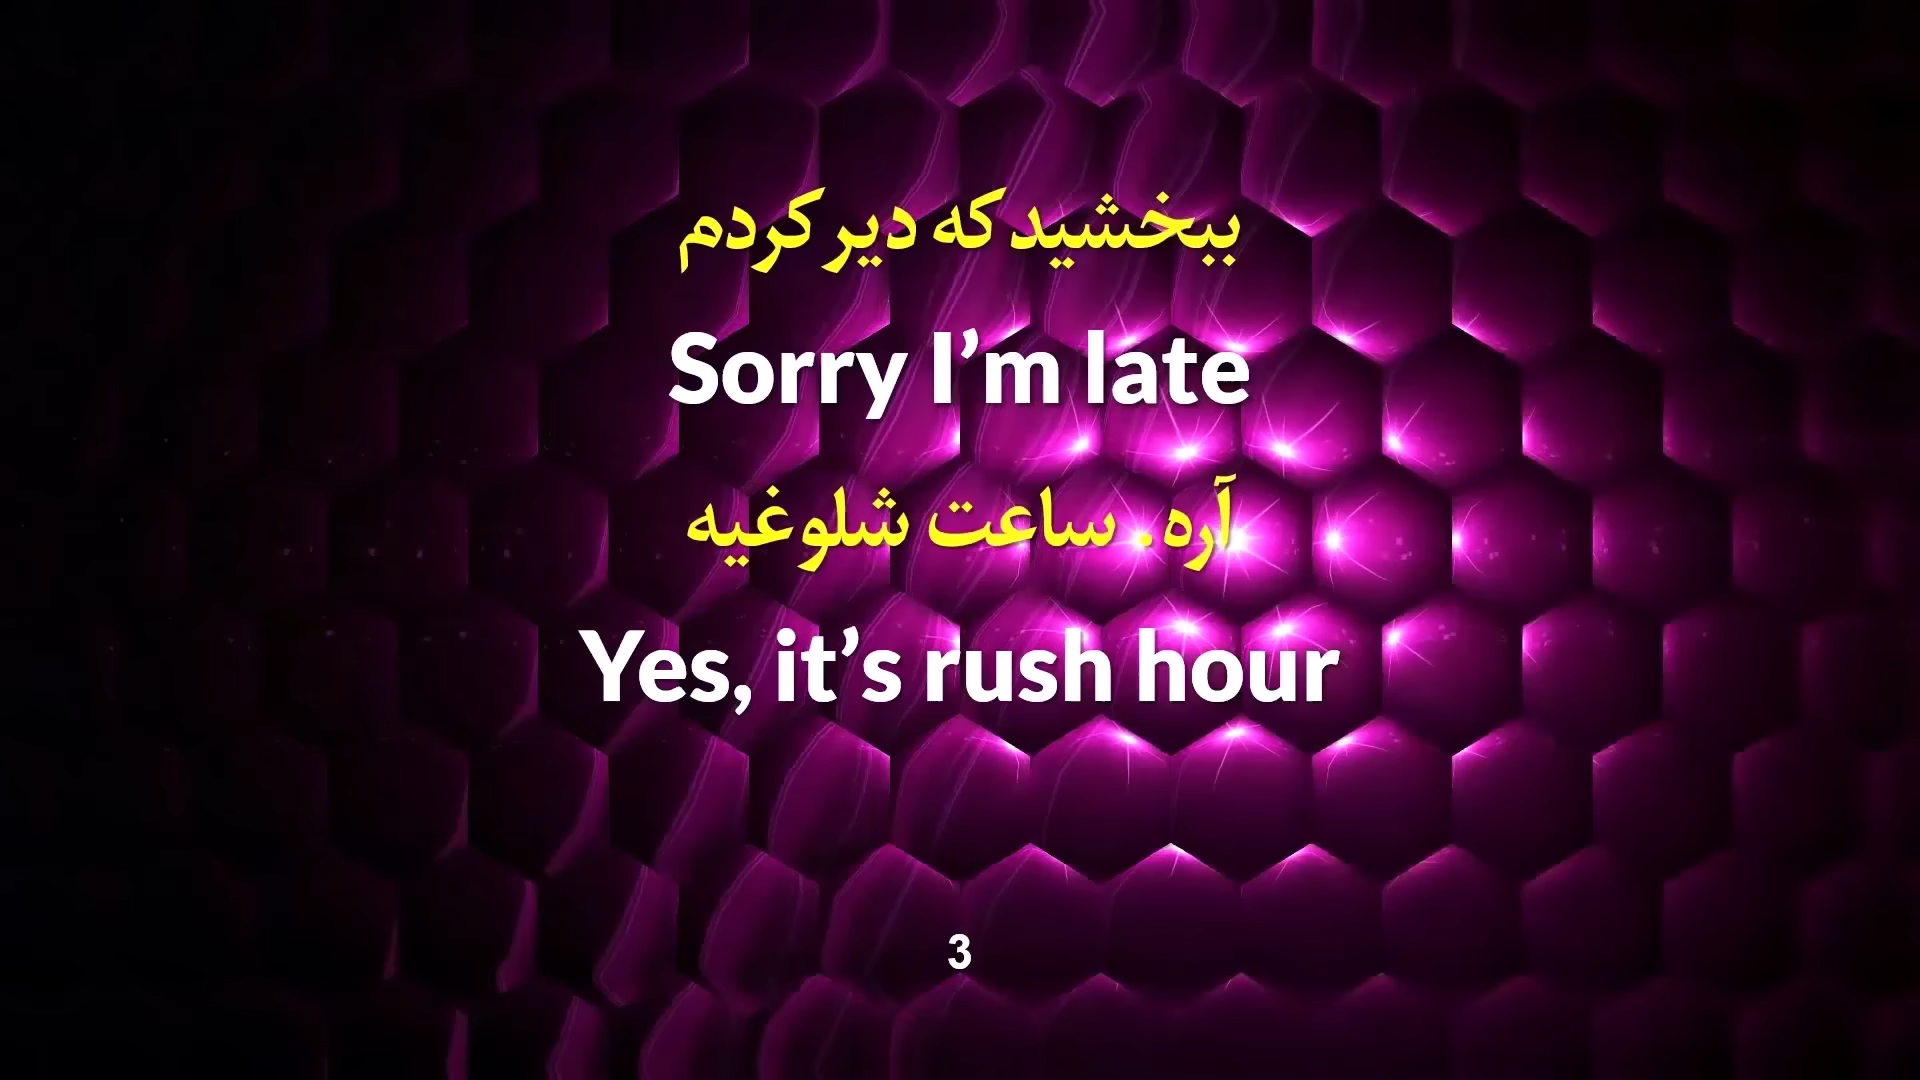 ببخشید که دیر کردم
Sorry I’m late
آره. ساعت شلوغیه
Yes, it’s rush hour
3